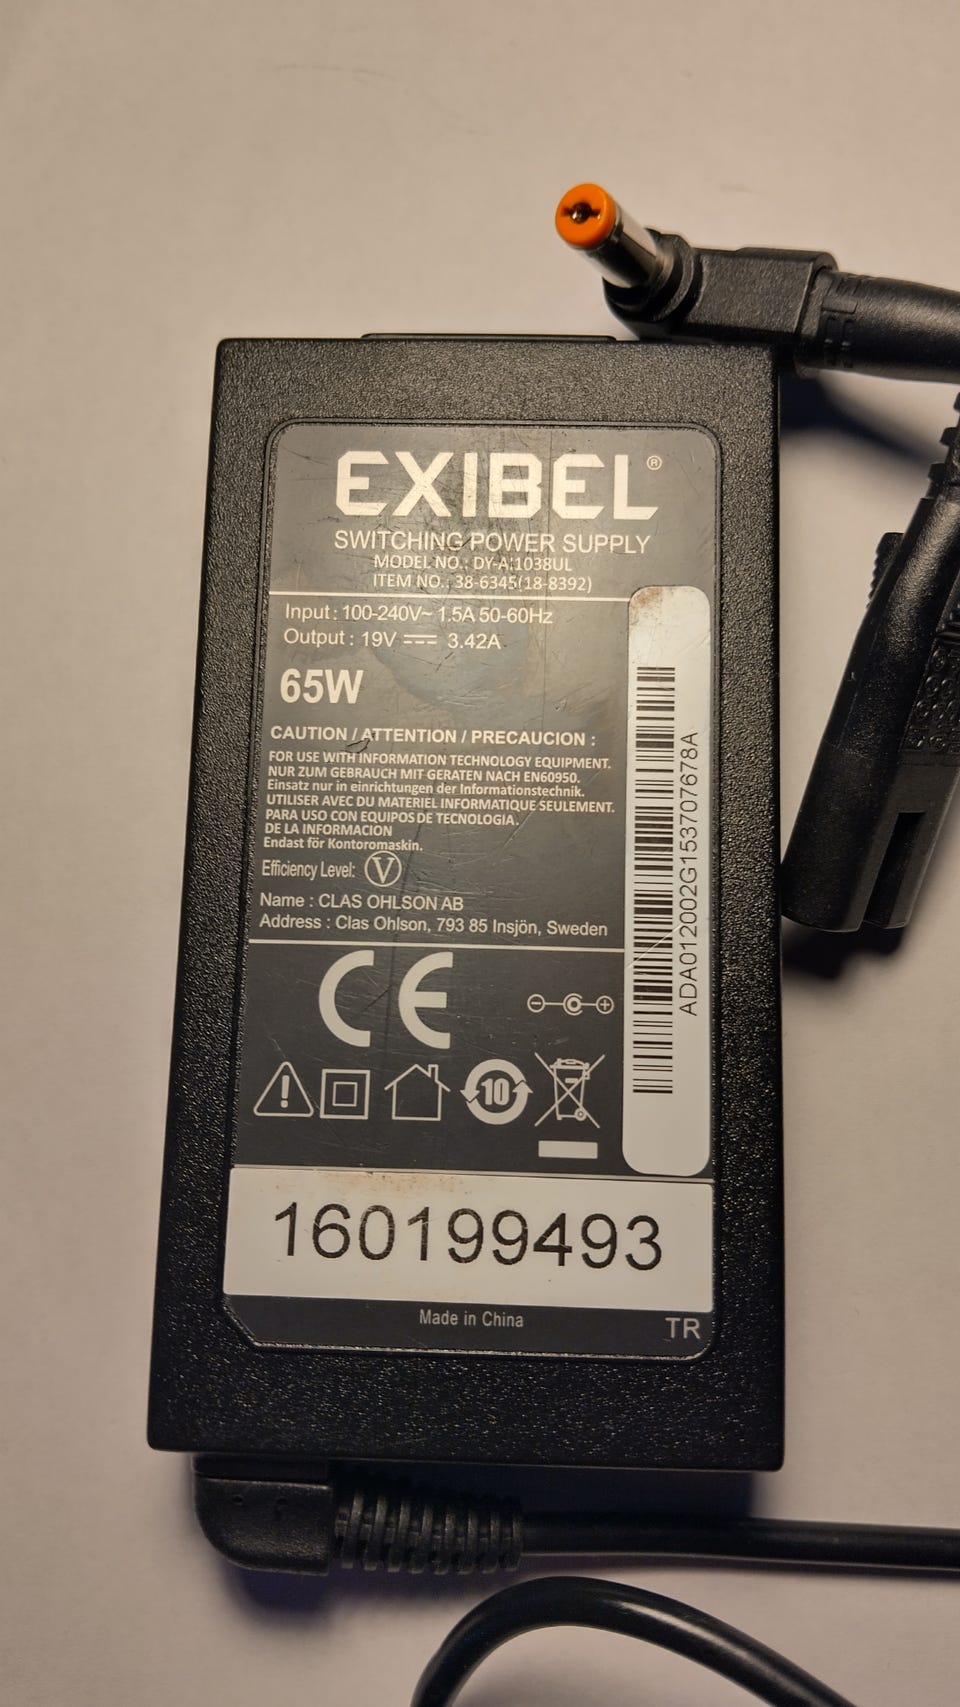 EXIBEL®
SWITCHING POWER SUPPLY
MODEL NO.: DY-AI1038UL
ITEM NO.: 38-6345(18-8392)
Input : 100-240V~ 1.5A 50-60Hz
Output : 19V ⎓ 3.42A
65W
CAUTION / ATTENTION / PRECAUCION :
FOR USE WITH INFORMATION TECHNOLOGY EQUIPMENT.
NUR ZUM GEBRAUCH MIT GERATEN NACH EN60950.
Einsatz nur in einrichtungen der Informationstechnik.
UTILISER AVEC DU MATERIEL INFORMATIQUE SEULEMENT.
PARA USO CON EQUIPOS DE TECNOLOGIA.
DE LA INFORMACION
Endast för Kontoromaskin.
Efficiency Level: V
Name : CLAS OHLSON AB
Address : Clas Ohlson, 793 85 Insjön, Sweden
CE
10
ADA012002G153707678A
160199493
Made in China
TR